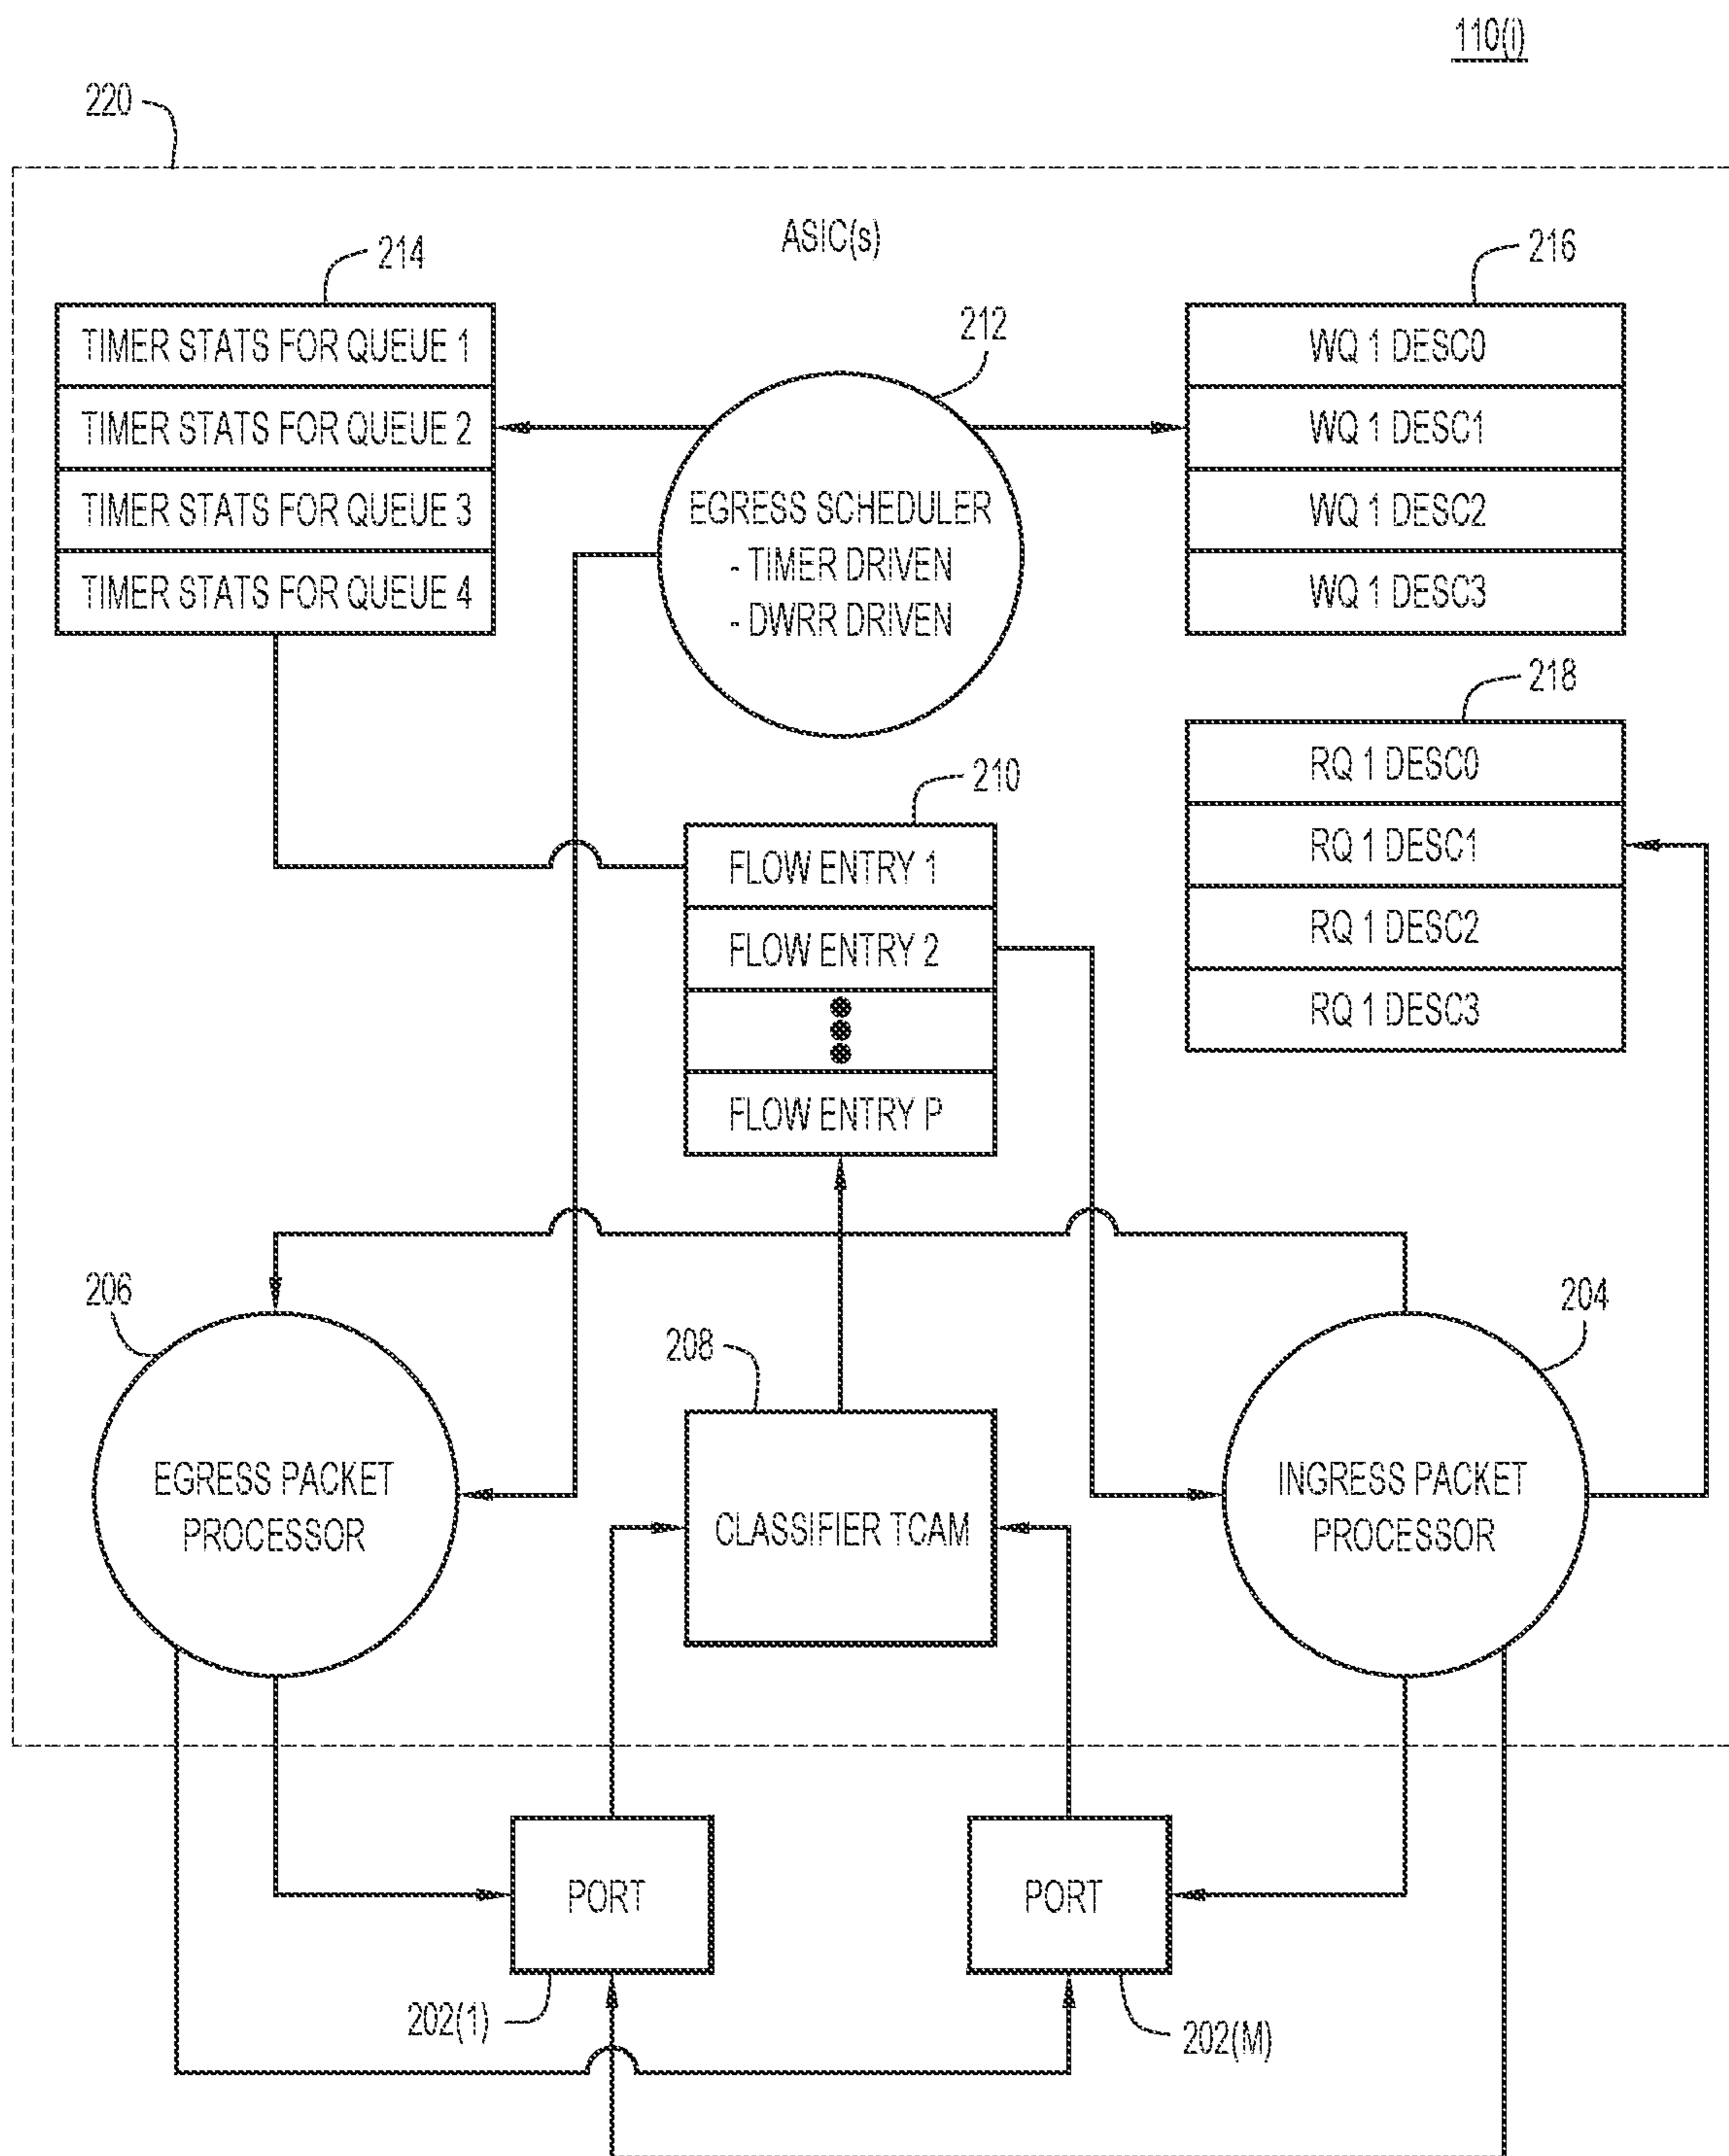 110(i)
220
ASIC(s)
214
216
TIMER STATS FOR QUEUE 1
TIMER STATS FOR QUEUE 2
TIMER STATS FOR QUEUE 3
TIMER STATS FOR QUEUE 4
212
EGRESS SCHEDULER
- TIMER DRIVEN
- DWRR DRIVEN
WQ 1 DESC0
WQ 1 DESC1
WQ 1 DESC2
WQ 1 DESC3
218
RQ 1 DESC0
RQ 1 DESC1
RQ 1 DESC2
RQ 1 DESC3
210
FLOW ENTRY 1
FLOW ENTRY 2
FLOW ENTRY P
206
EGRESS PACKET
PROCESSOR
208
CLASSIFIER TCAM
204
INGRESS PACKET
PROCESSOR
PORT
202(1)
PORT
202(M)